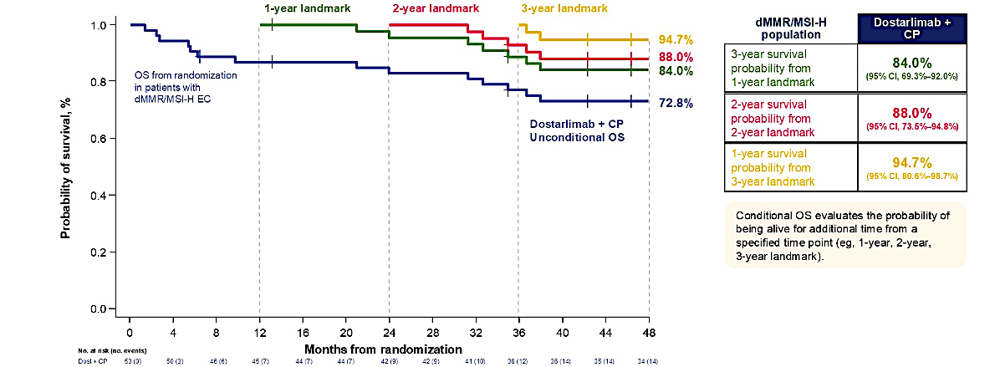 1-year landmark
2-year landmark
3-year landmark
1.0
0.8
0.6
0.4
0.2
0.0
Probability of survival, %
OS from randomization
in patients with
dMMR/MSI-H EC
94.7%
88.0%
84.0%
72.8%
Dostarlimab + CP
Unconditional OS
0 4 8 12 16 20 24 28 32 36 40 44 48
Months from randomization
No. at risk (no. events)
Dost + CP 53 (0) 50 (3) 46 (6) 45 (7) 44 (7) 44 (7) 42 (9) 42 (9) 41 (10) 38 (12) 36 (14) 35 (14) 34 (14)
dMMR/MSI-H
population
Dostarlimab +
CP
3-year survival
probability from
1-year landmark
84.0%
(95% CI, 69.3%–92.0%)
2-year survival
probability from
2-year landmark
88.0%
(95% CI, 73.5%–94.8%)
1-year survival
probability from
3-year landmark
94.7%
(95% CI, 80.6%–98.7%)
Conditional OS evaluates the probability of
being alive for additional time from a
specified time point (eg, 1-year, 2-year,
3-year landmark).